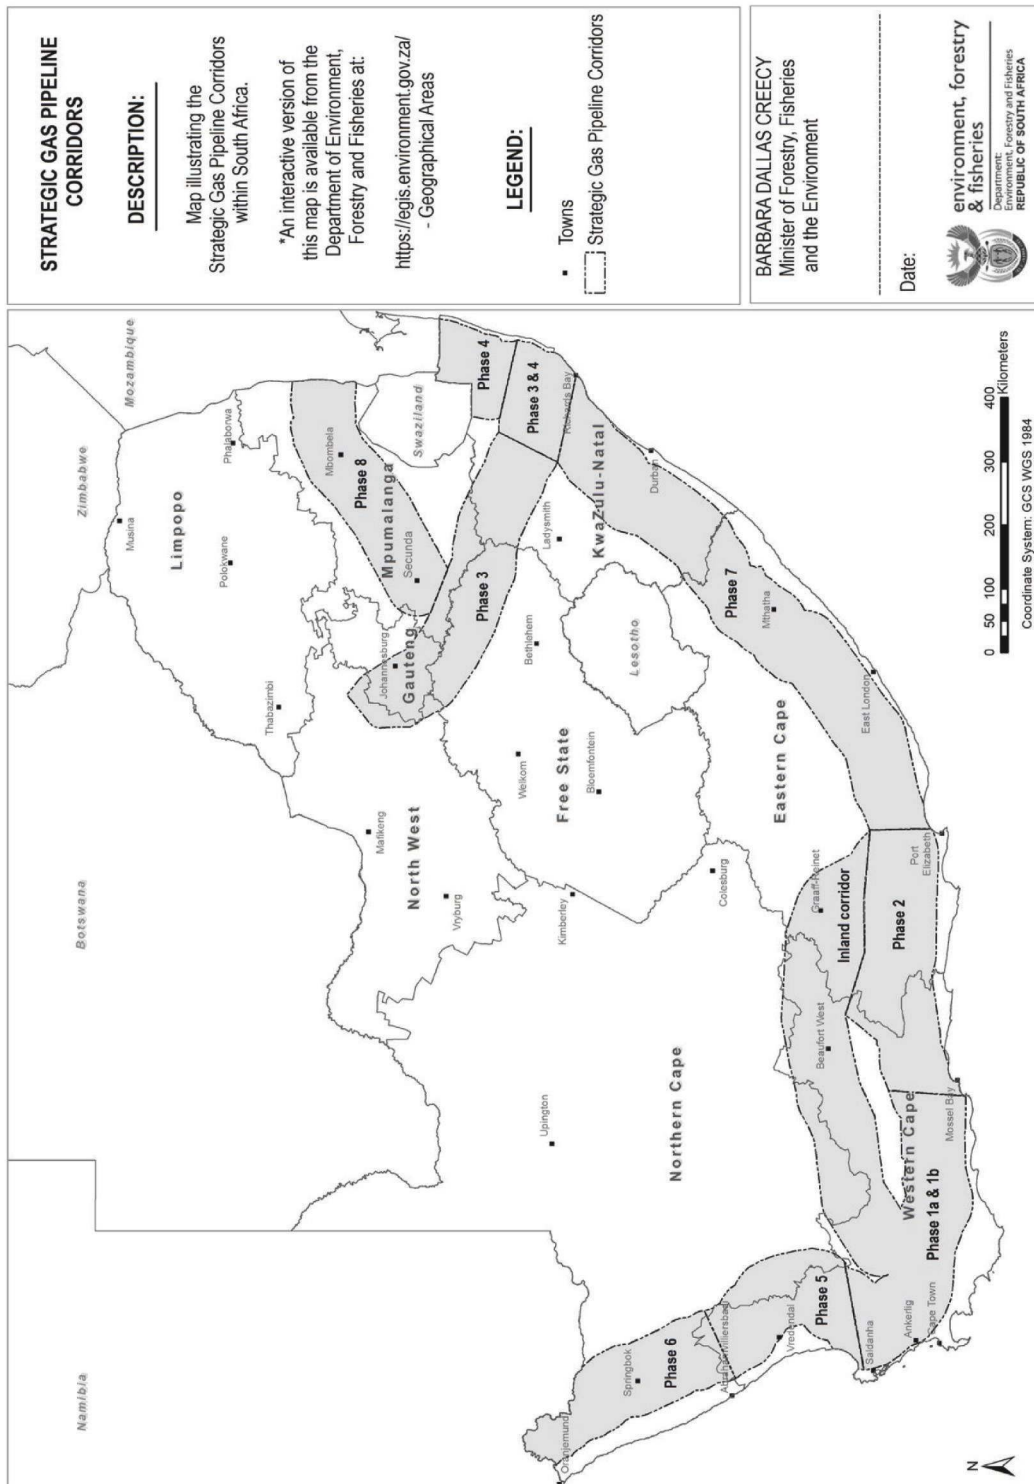 STRATEGIC GAS PIPELINE
CORRIDORS
DESCRIPTION:
Map illustrating the
Strategic Gas Pipeline Corridors
within South Africa.
*An interactive version of
this map is available from the
Department of Environment,
Forestry and Fisheries at:
https://egis.environment.gov.za/
- Geographical Areas
LEGEND:
Towns
Strategic Gas Pipeline Corridors
BARBARA DALLAS CREECY
Minister of Forestry, Fisheries
and the Environment
Date:
environment, forestry
& fisheries
Department:
Environment, Forestry and Fisheries
REPUBLIC OF SOUTH AFRICA
Namibia
Botswana
Zimbabwe
Mozambique
Musina
Limpopo
Polokwane
Phalaborwa
Thabazimbi
Mbombela
Phase 8
Mpumalanga
Secunda
Swaziland
Phase 4
Mafikeng
North West
Vryburg
Johannesburg
Gauteng
Phase 3
Phase 3 & 4
Richards Bay
Ladysmith
KwaZulu-Natal
Durban
Upington
Kimberley
Welkom
Free State
Bloemfontein
Bethlehem
Lesotho
Oranjemund
Springbok
Phase 6
Northern Cape
Colesburg
Phase 7
Mthatha
Eastern Cape
Vredendal
Phase 5
Beaufort West
Graaff-Reinet
Inland corridor
East London
Saldanha
Ankerlig
Cape Town
Western Cape
Phase 1a & 1b
Mossel Bay
Phase 2
Port
Elizabeth
N
0 50 100 200 300 400
Kilometers
Coordinate System: GCS WGS 1984